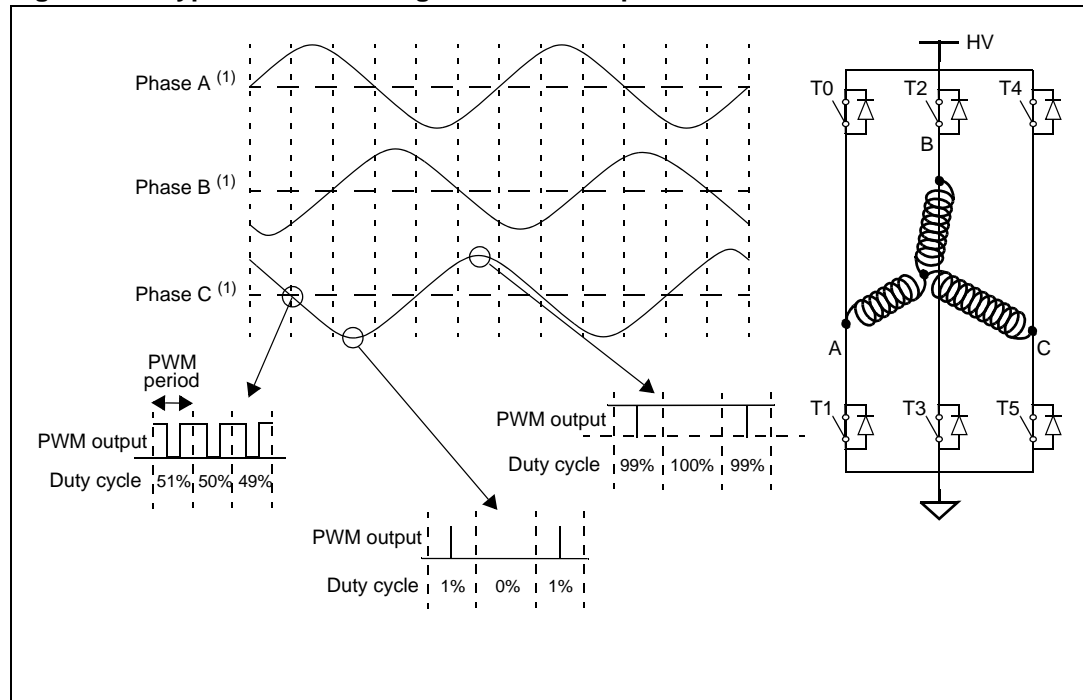 Phase A (1)
Phase B (1)
Phase C (1)
PWM
period
PWM output
Duty cycle 51% 50% 49%
PWM output
Duty cycle 1% 0% 1%
PWM output
Duty cycle 99% 100% 99%
HV
T0 T2 T4
B
A C
T1 T3 T5